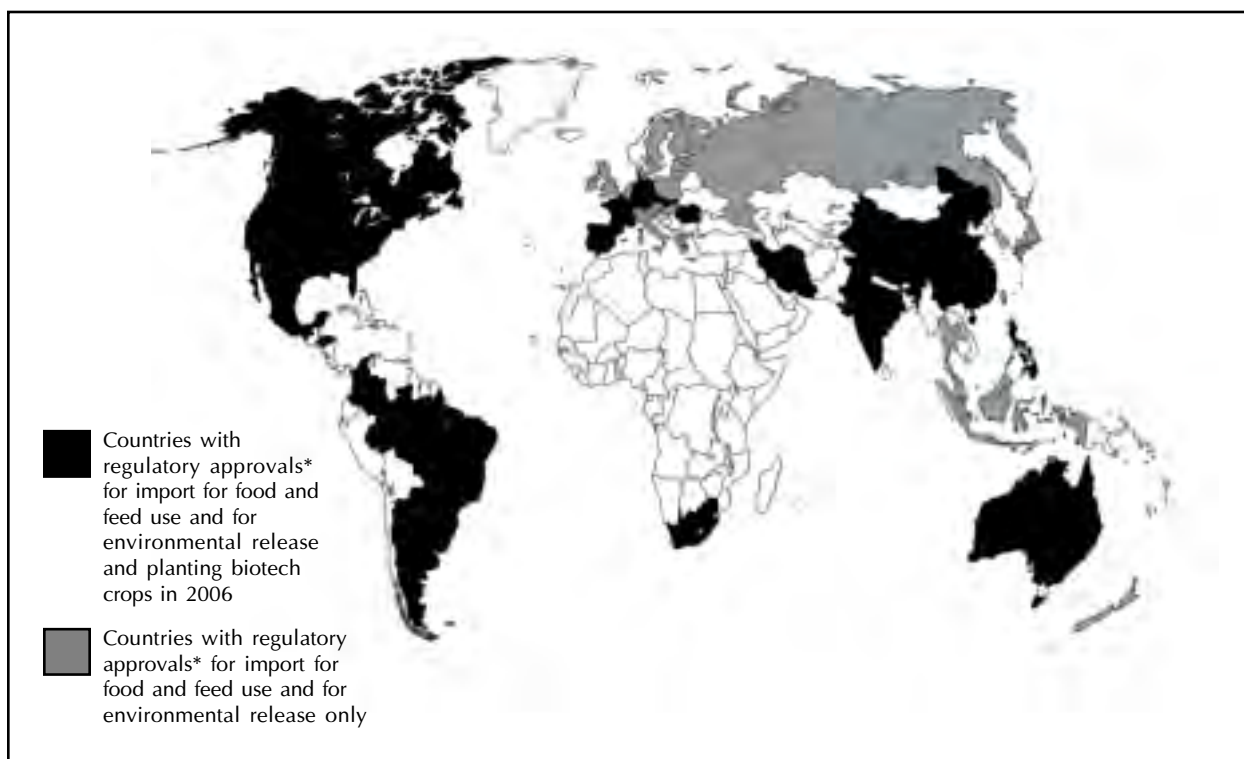 Countries with
regulatory approvals*
for import for food and
feed use and for
environmental release
and planting biotech
crops in 2006
Countries with regulatory
approvals* for import for
food and feed use and for
environmental release only